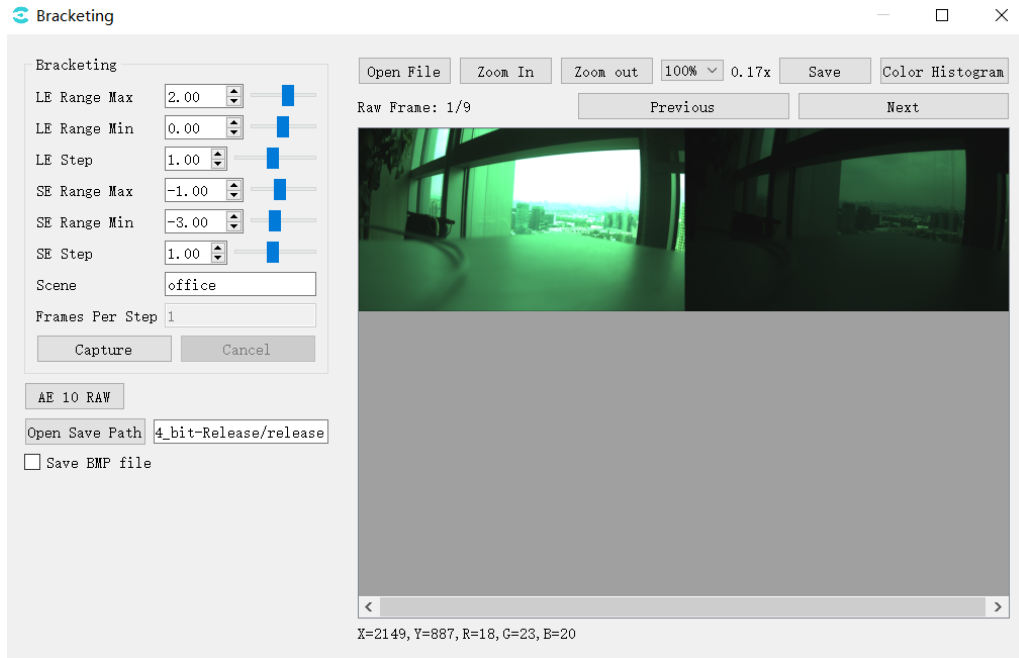 Bracketing
Bracketing
LE Range Max 2.00
LE Range Min 0.00
LE Step 1.00
SE Range Max -1.00
SE Range Min -3.00
SE Step 1.00
Scene office
Frames Per Step 1
Capture Cancel
AE 10 RAW
Open Save Path 4_bit-Release/release
Save BMP file
Open File Zoom In Zoom out 100% 0.17x Save Color Histogram
Raw Frame: 1/9 Previous Next
X=2149,Y=887,R=18,G=23,B=20